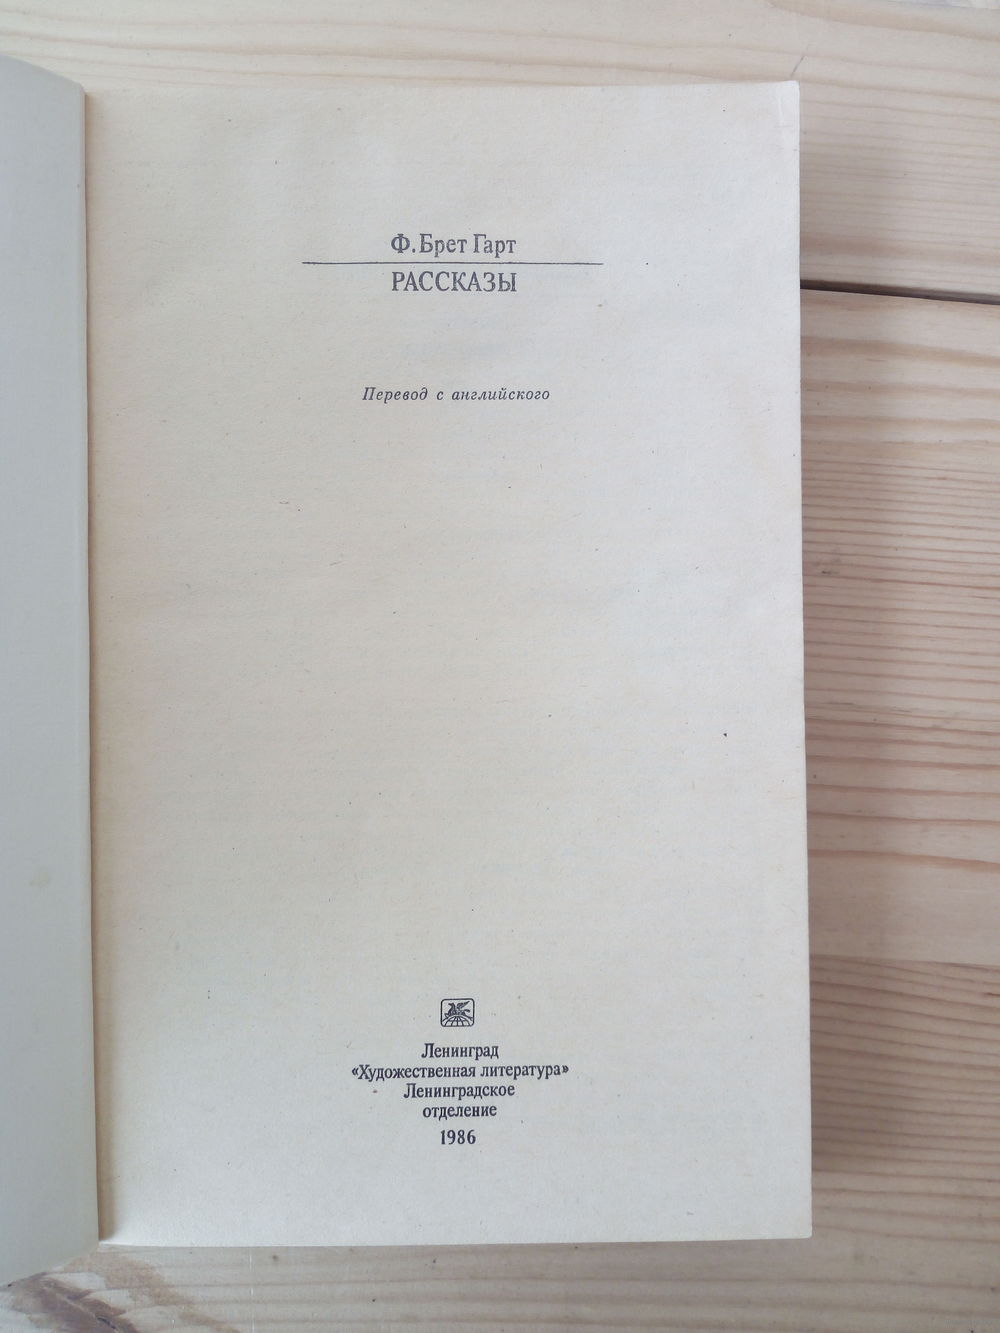 Ф. Брет Гарт
РАССКАЗЫ
Перевод с английского
Ленинград
«Художественная литература»
Ленинградское
отделение
1986